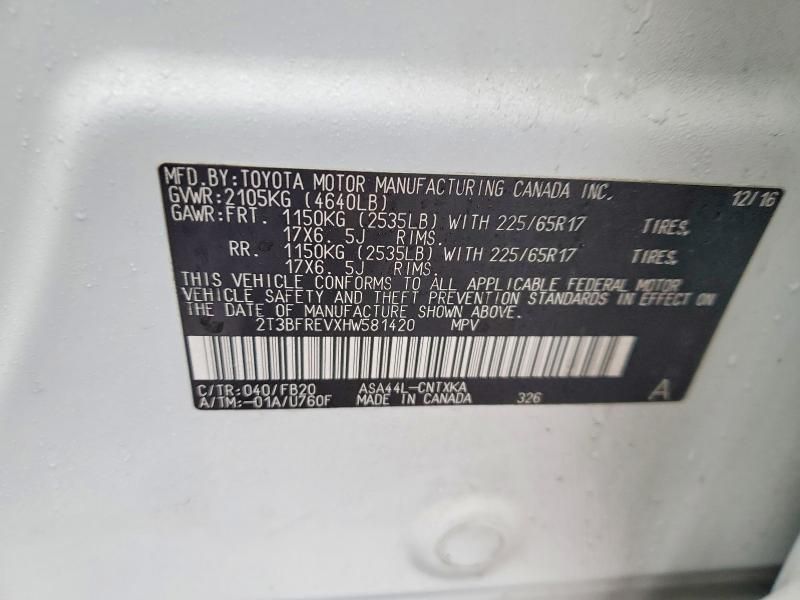 MFD.BY:TOYOTA MOTOR MANUFACTURING CANADA INC. 12/16
GVWR:2105KG (4640LB)
GAWR:FRT. 1150KG (2535LB) WITH 225/65R17 TIRES,
17X6. 5J RIMS.
RR. 1150KG (2535LB) WITH 225/65R17 TIRES,
17X6. 5J RIMS.
THIS VEHICLE CONFORMS TO ALL APPLICABLE FEDERAL MOTOR
VEHICLE SAFETY AND THEFT PREVENTION STANDARDS IN EFFECT ON
THE DATE OF MANUFACTURE SHOWN ABOVE.
2T3BFREVXHW581420 MPV
C/TR:040/FB20 ASA44L-CNTXKA
A/TM:-01A/U760F MADE IN CANADA 326 A